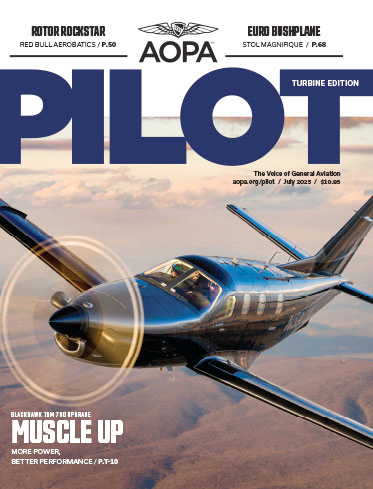 ROTOR ROCKSTAR
RED BULL AEROBATICS / P.50
AOPA
EURO BUSHPLANE
STOL MAGNIFIQUE / P.68
TURBINE EDITION
PILOT
The Voice of General Aviation
aopa.org/pilot / July 2025 / $10.95
BLACKHAWK TBM 700 UPGRADE
MUSCLE UP
MORE POWER,
BETTER PERFORMANCE / P.T-10